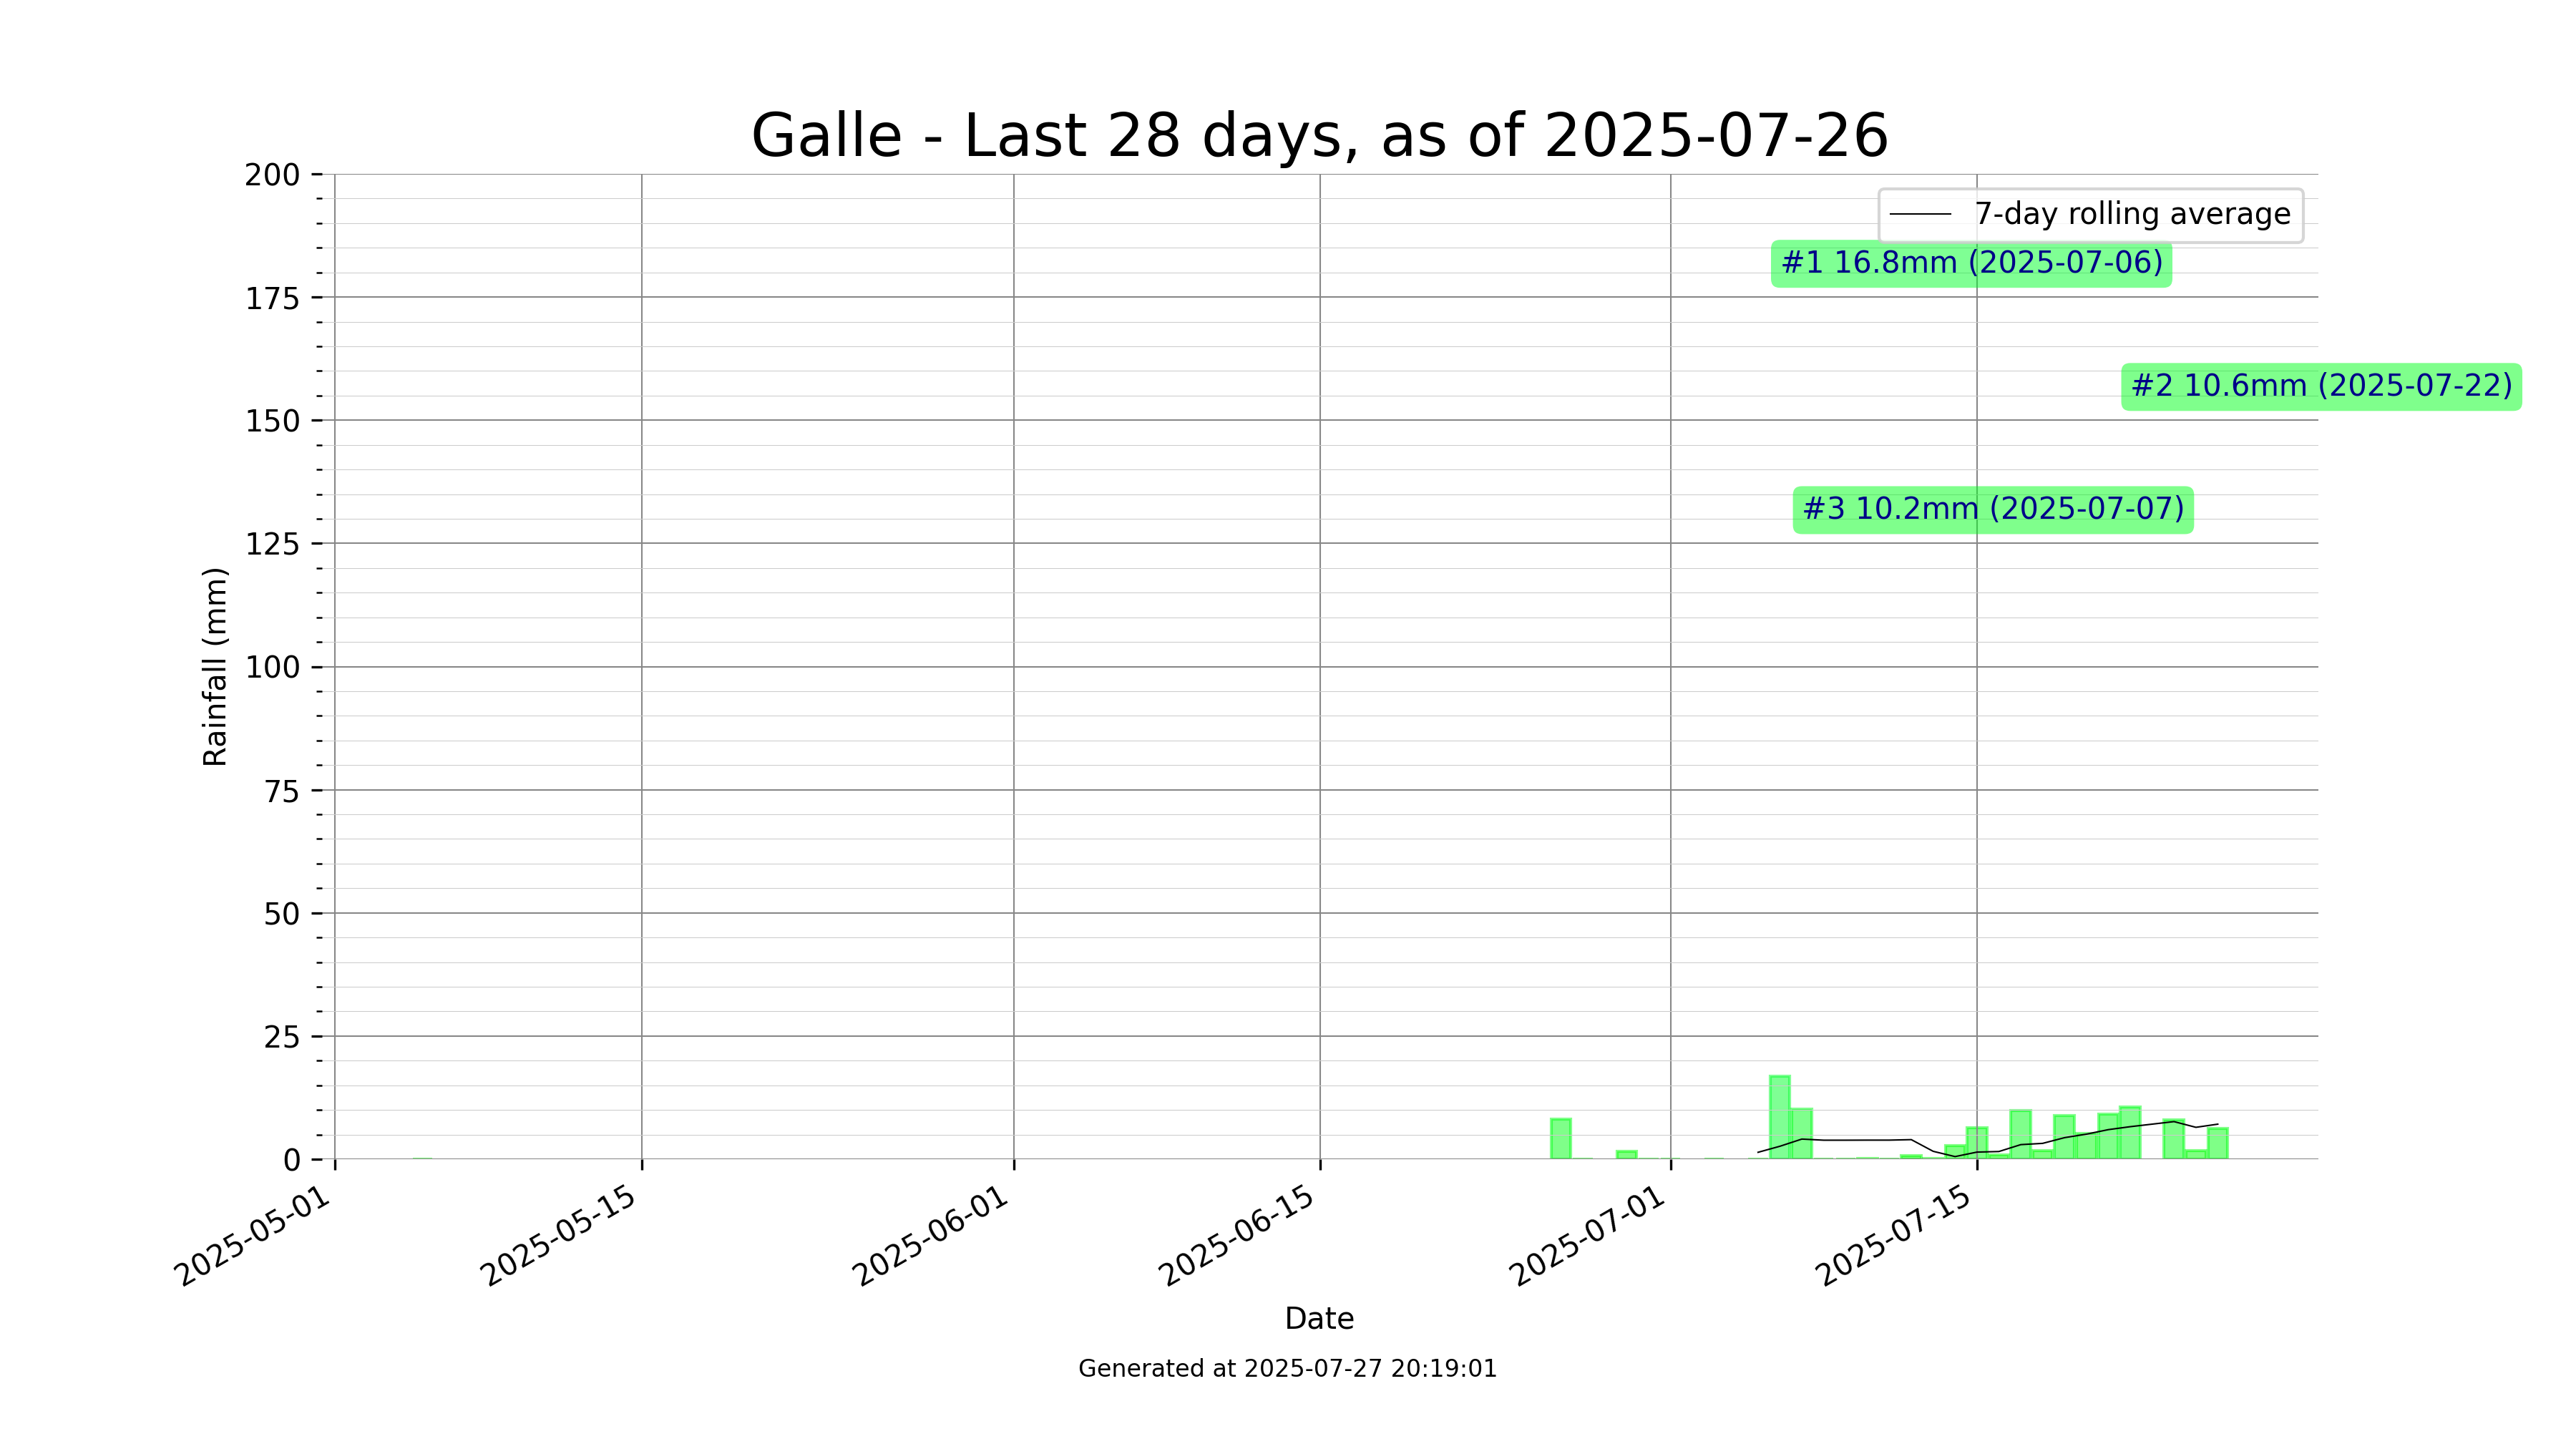 Galle - Last 28 days, as of 2025-07-26
200
175
150
125
100
75
50
25
0
Rainfall (mm)
7-day rolling average
#1 16.8mm (2025-07-06)
#2 10.6mm (2025-07-22)
#3 10.2mm (2025-07-07)
2025-05-01
2025-05-15
2025-06-01
2025-06-15
2025-07-01
2025-07-15
Date
Generated at 2025-07-27 20:19:01